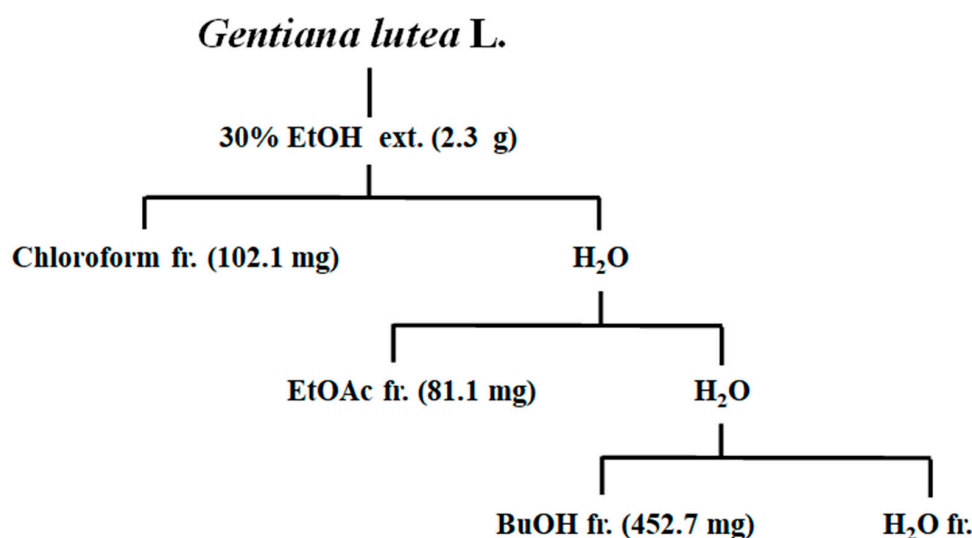 Gentiana lutea L.
30% EtOH ext. (2.3 g)
Chloroform fr. (102.1 mg)
H₂O
EtOAc fr. (81.1 mg)
H₂O
BuOH fr. (452.7 mg)
H₂O fr.